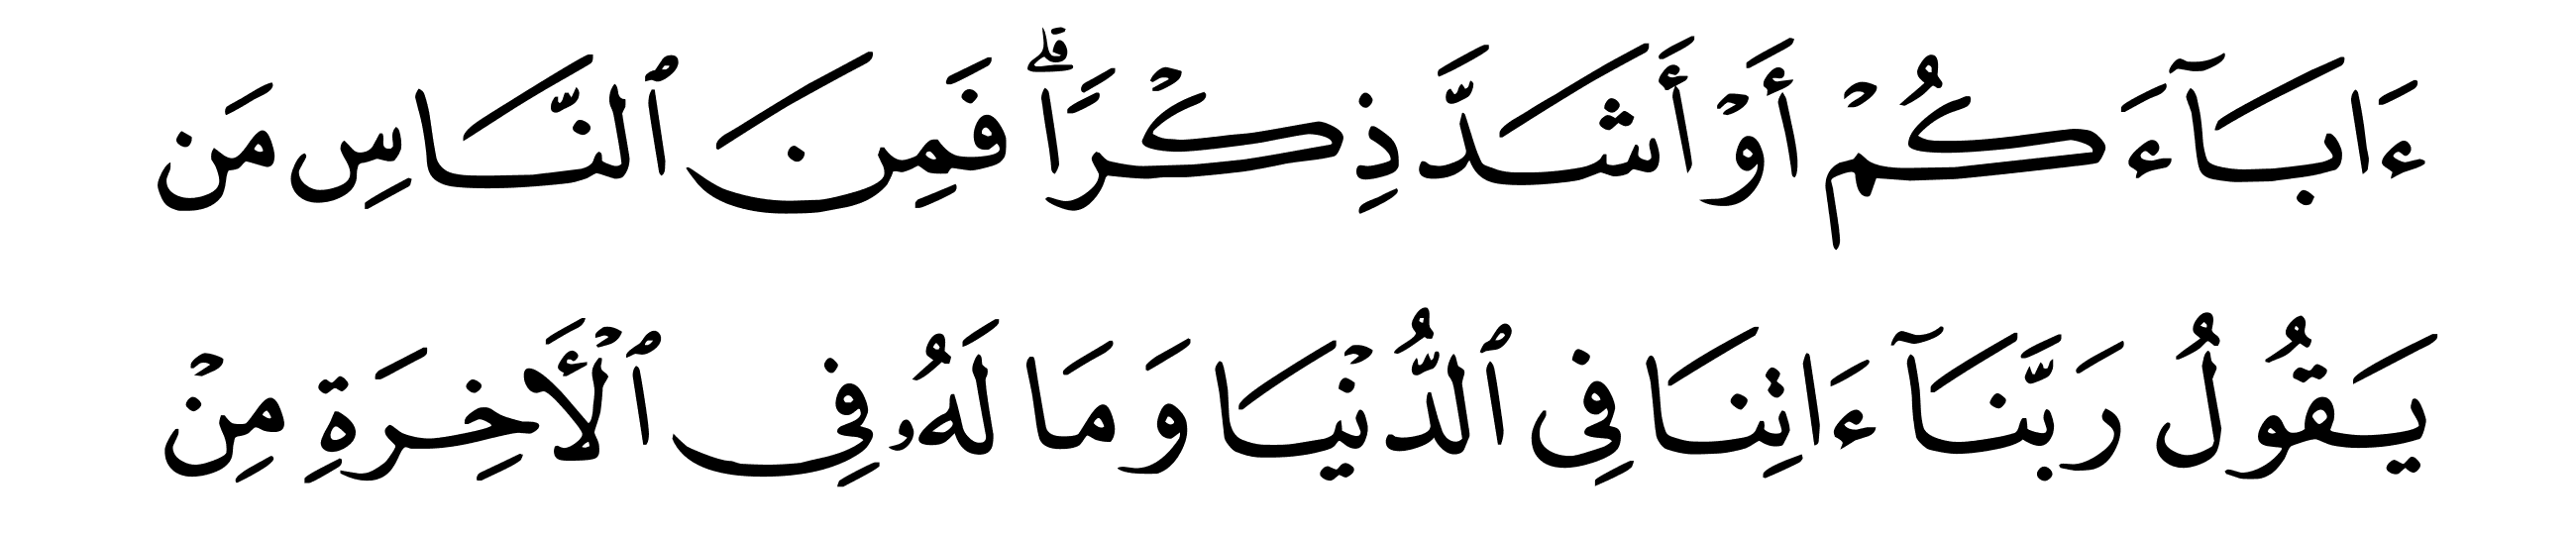 ءَابَآءَكُمْ أَوْ أَشَدَّ ذِكْرًاۗ فَمِنَ ٱلنَّاسِ مَن
يَقُولُ رَبَّنَآ ءَاتِنَا فِى ٱلدُّنْيَا وَمَا لَهُۥ فِى ٱلْأَخِرَةِ مِنْ